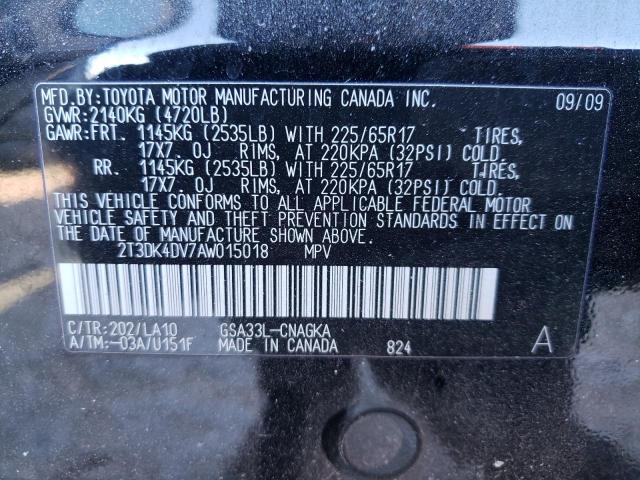 MFD.BY:TOYOTA MOTOR MANUFACTURING CANADA INC. 09/09
GVWR:2140KG (4720LB)
GAWR:FRT. 1145KG (2535LB) WITH 225/65R17 TIRES,
17X7.0J RIMS, AT 220KPA (32PSI) COLD.
RR. 1145KG (2535LB) WITH 225/65R17 TIRES,
17X7.0J RIMS, AT 220KPA (32PSI) COLD.
THIS VEHICLE CONFORMS TO ALL APPLICABLE FEDERAL MOTOR
VEHICLE SAFETY AND THEFT PREVENTION STANDARDS IN EFFECT ON
THE DATE OF MANUFACTURE SHOWN ABOVE.
2T3DK4DV7AW015018 MPV
C/TR:202/LA10 GSA33L-CNAGKA
A/TM:-03A/U151F MADE IN CANADA 824 A